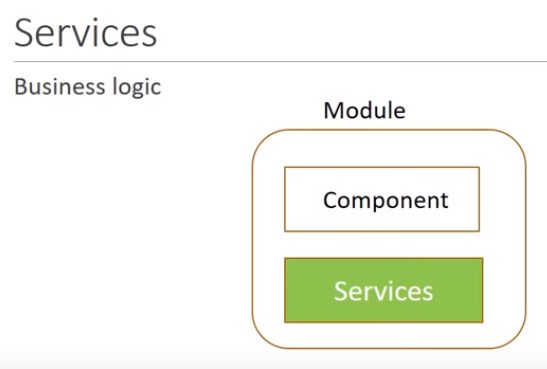 Services
Business logic
Module
Component
Services